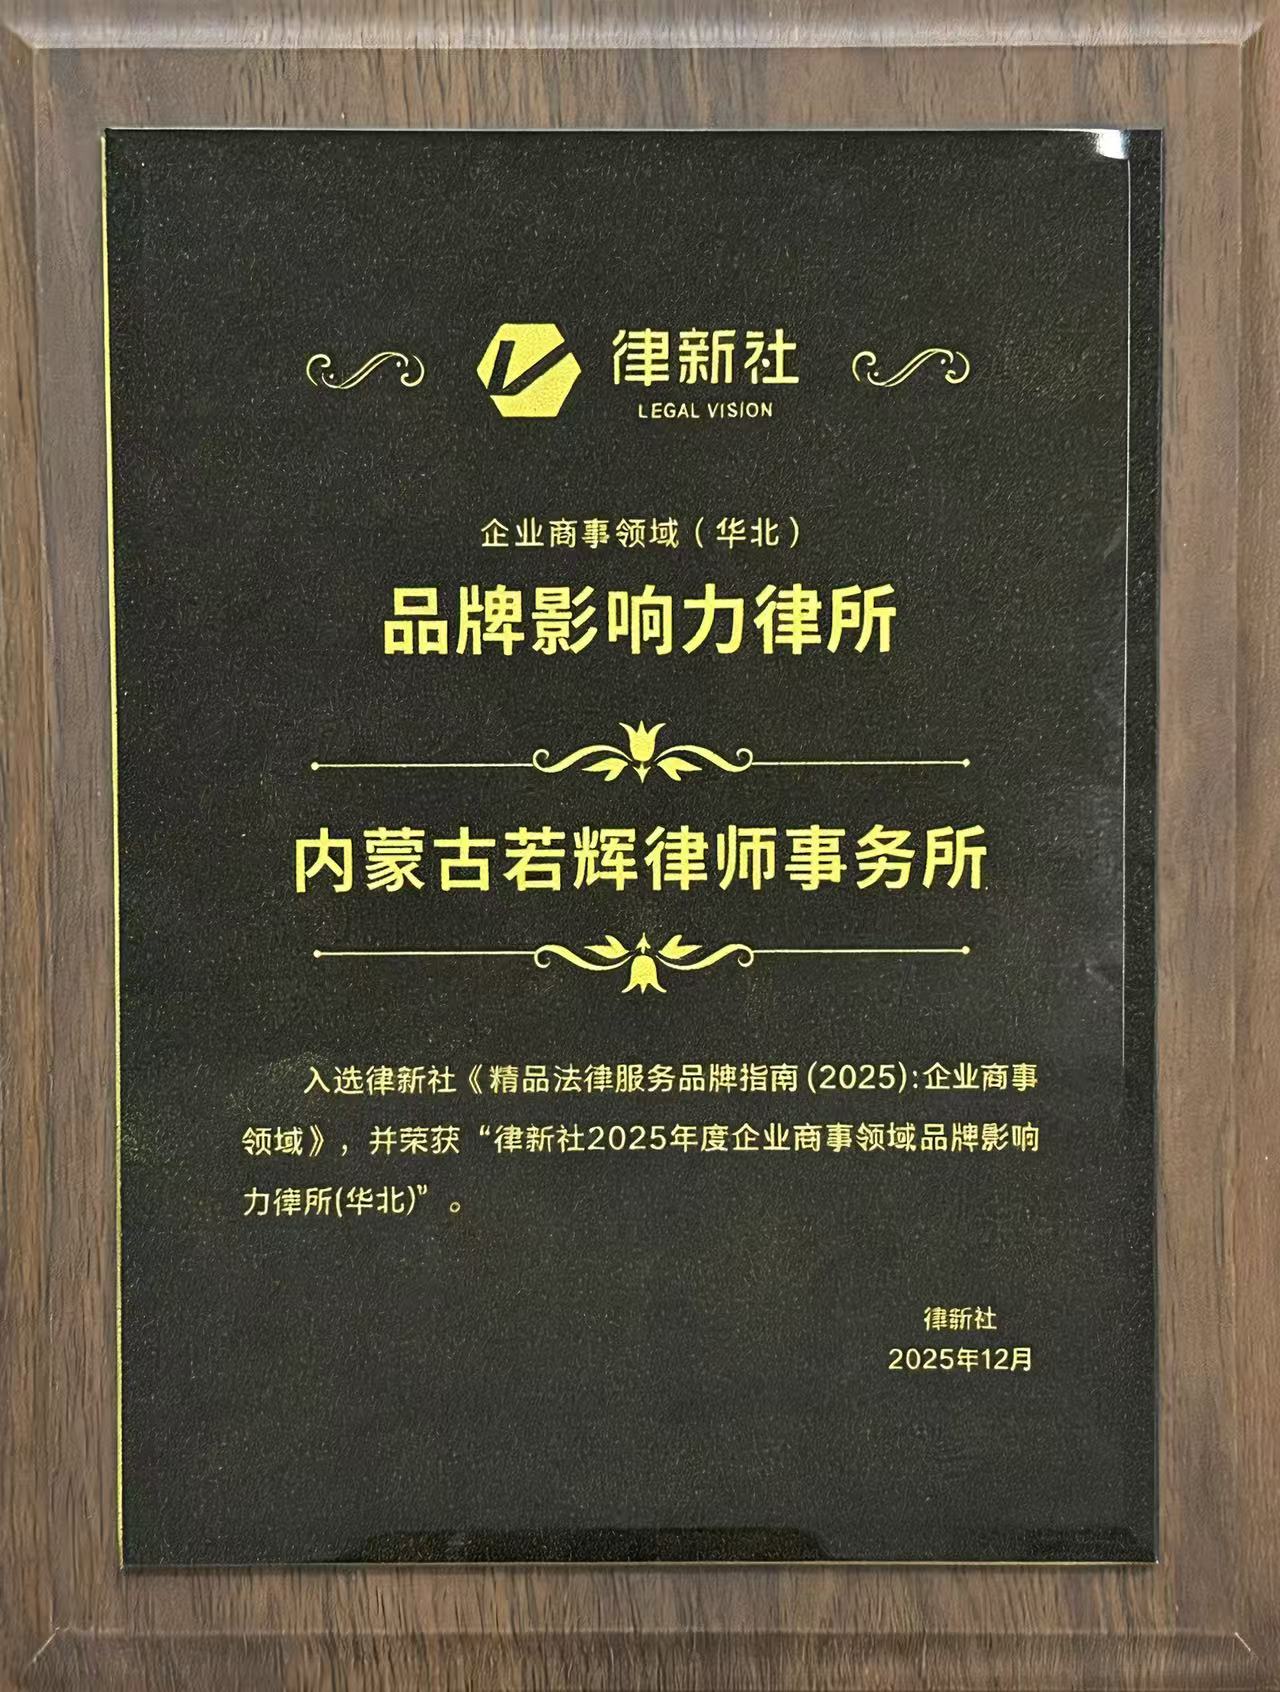 律新社
LEGAL VISION
企业商事领域（华北）
品牌影响力律所
内蒙古若辉律师事务所
入选律新社《精品法律服务品牌指南(2025):企业商事
领域》，并荣获“律新社2025年度企业商事领域品牌影响
力律所(华北)”。
律新社
2025年12月